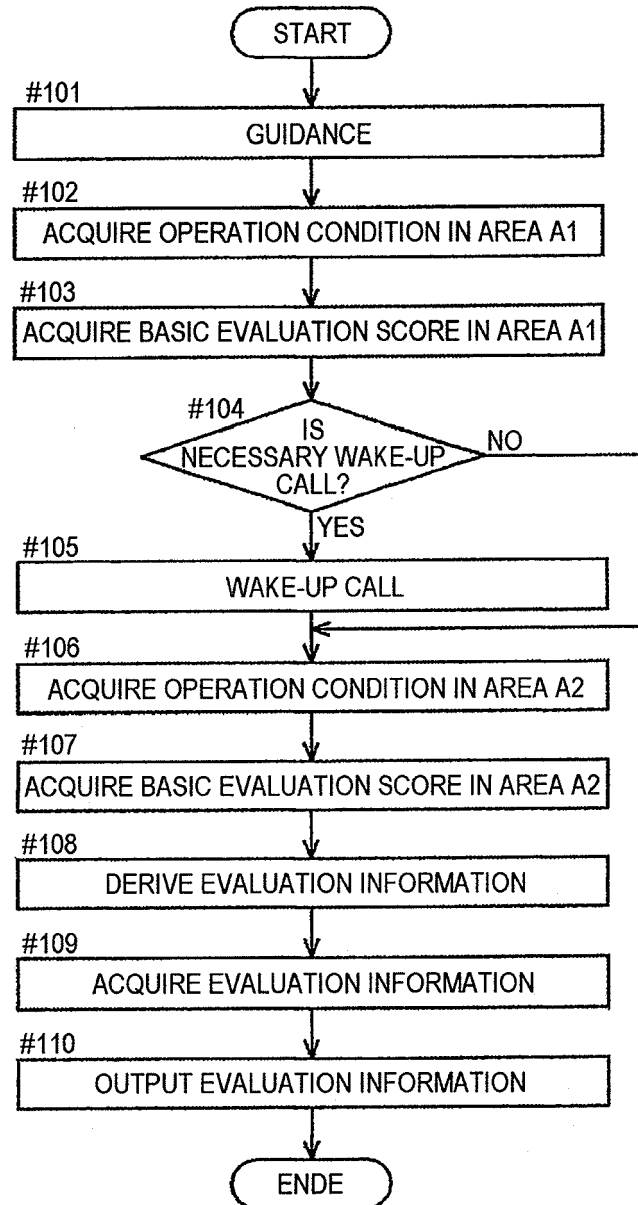 START
#101
GUIDANCE
#102
ACQUIRE OPERATION CONDITION IN AREA A1
#103
ACQUIRE BASIC EVALUATION SCORE IN AREA A1
#104
IS
NECESSARY WAKE-UP
CALL?
NO
YES
#105
WAKE-UP CALL
#106
ACQUIRE OPERATION CONDITION IN AREA A2
#107
ACQUIRE BASIC EVALUATION SCORE IN AREA A2
#108
DERIVE EVALUATION INFORMATION
#109
ACQUIRE EVALUATION INFORMATION
#110
OUTPUT EVALUATION INFORMATION
ENDE